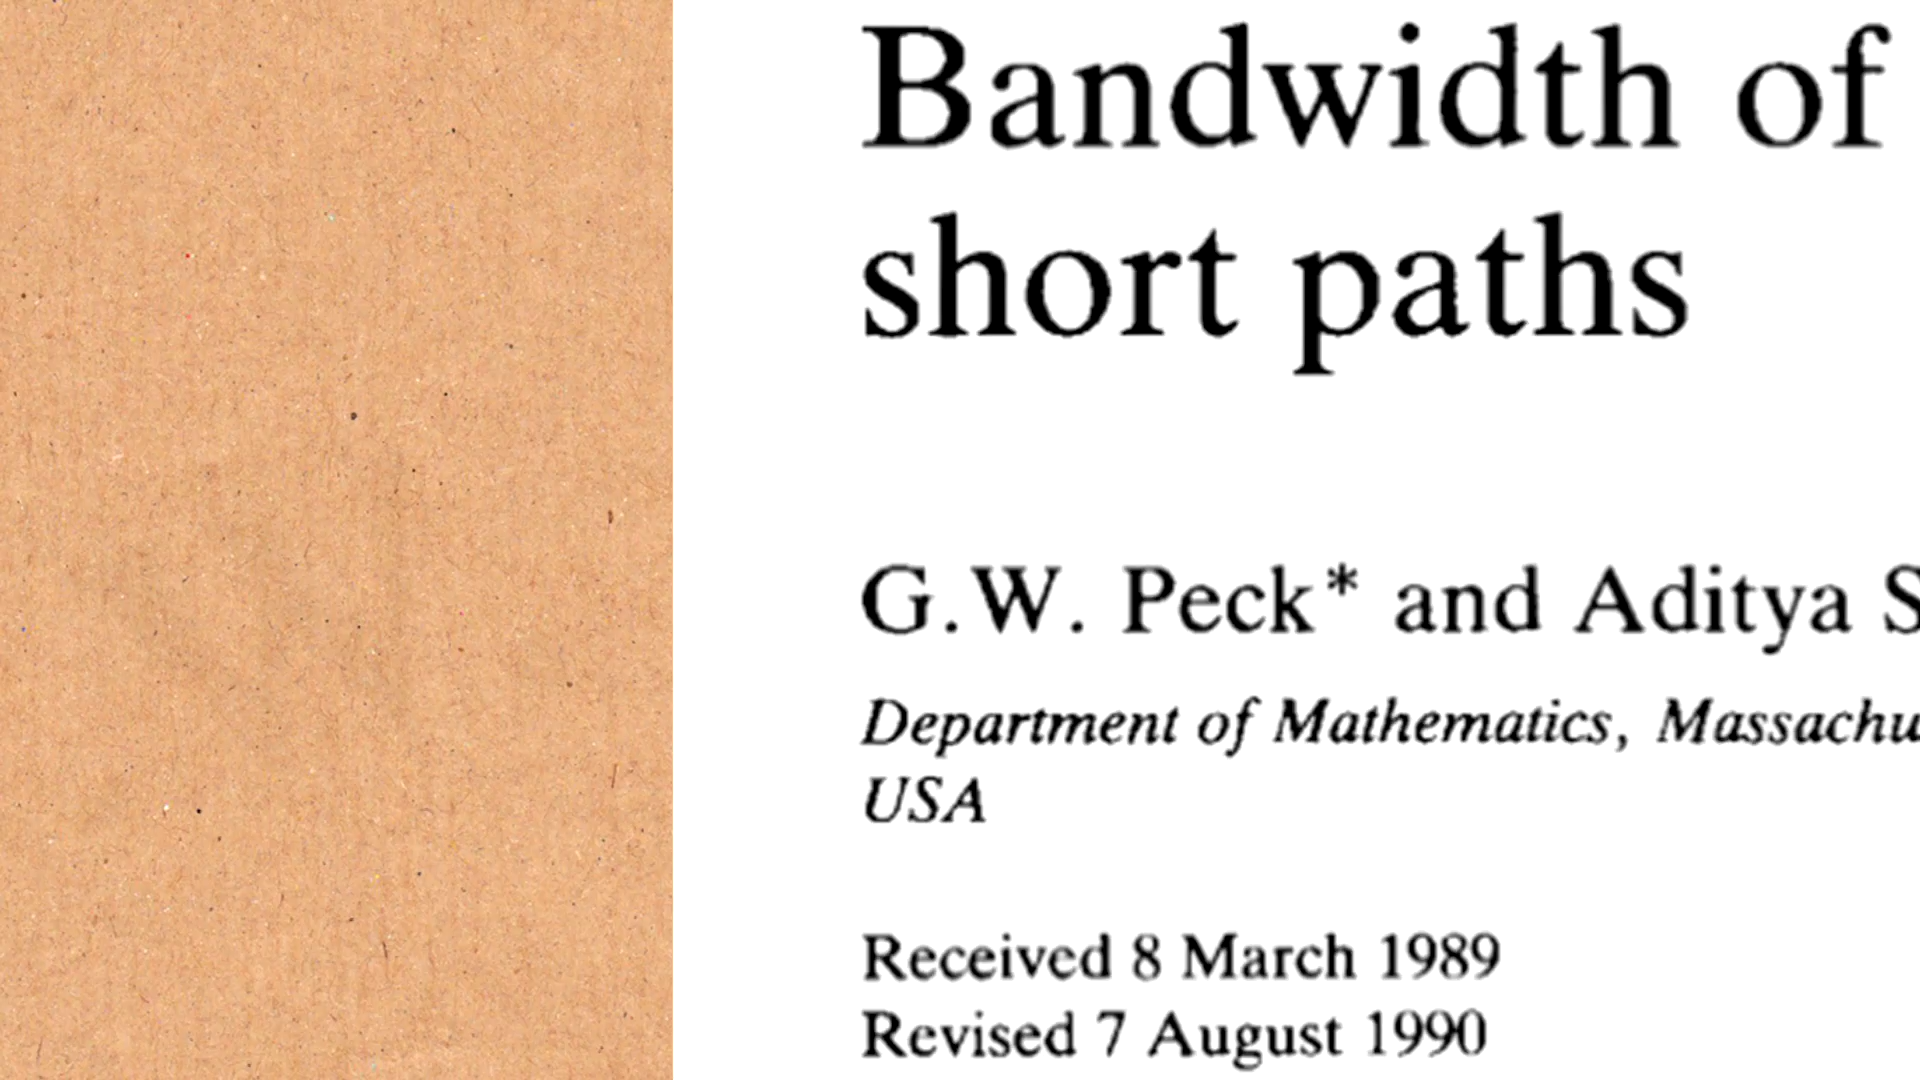 Bandwidth of
short paths
G.W. Peck* and Aditya S
Department of Mathematics, Massachu
USA
Received 8 March 1989
Revised 7 August 1990